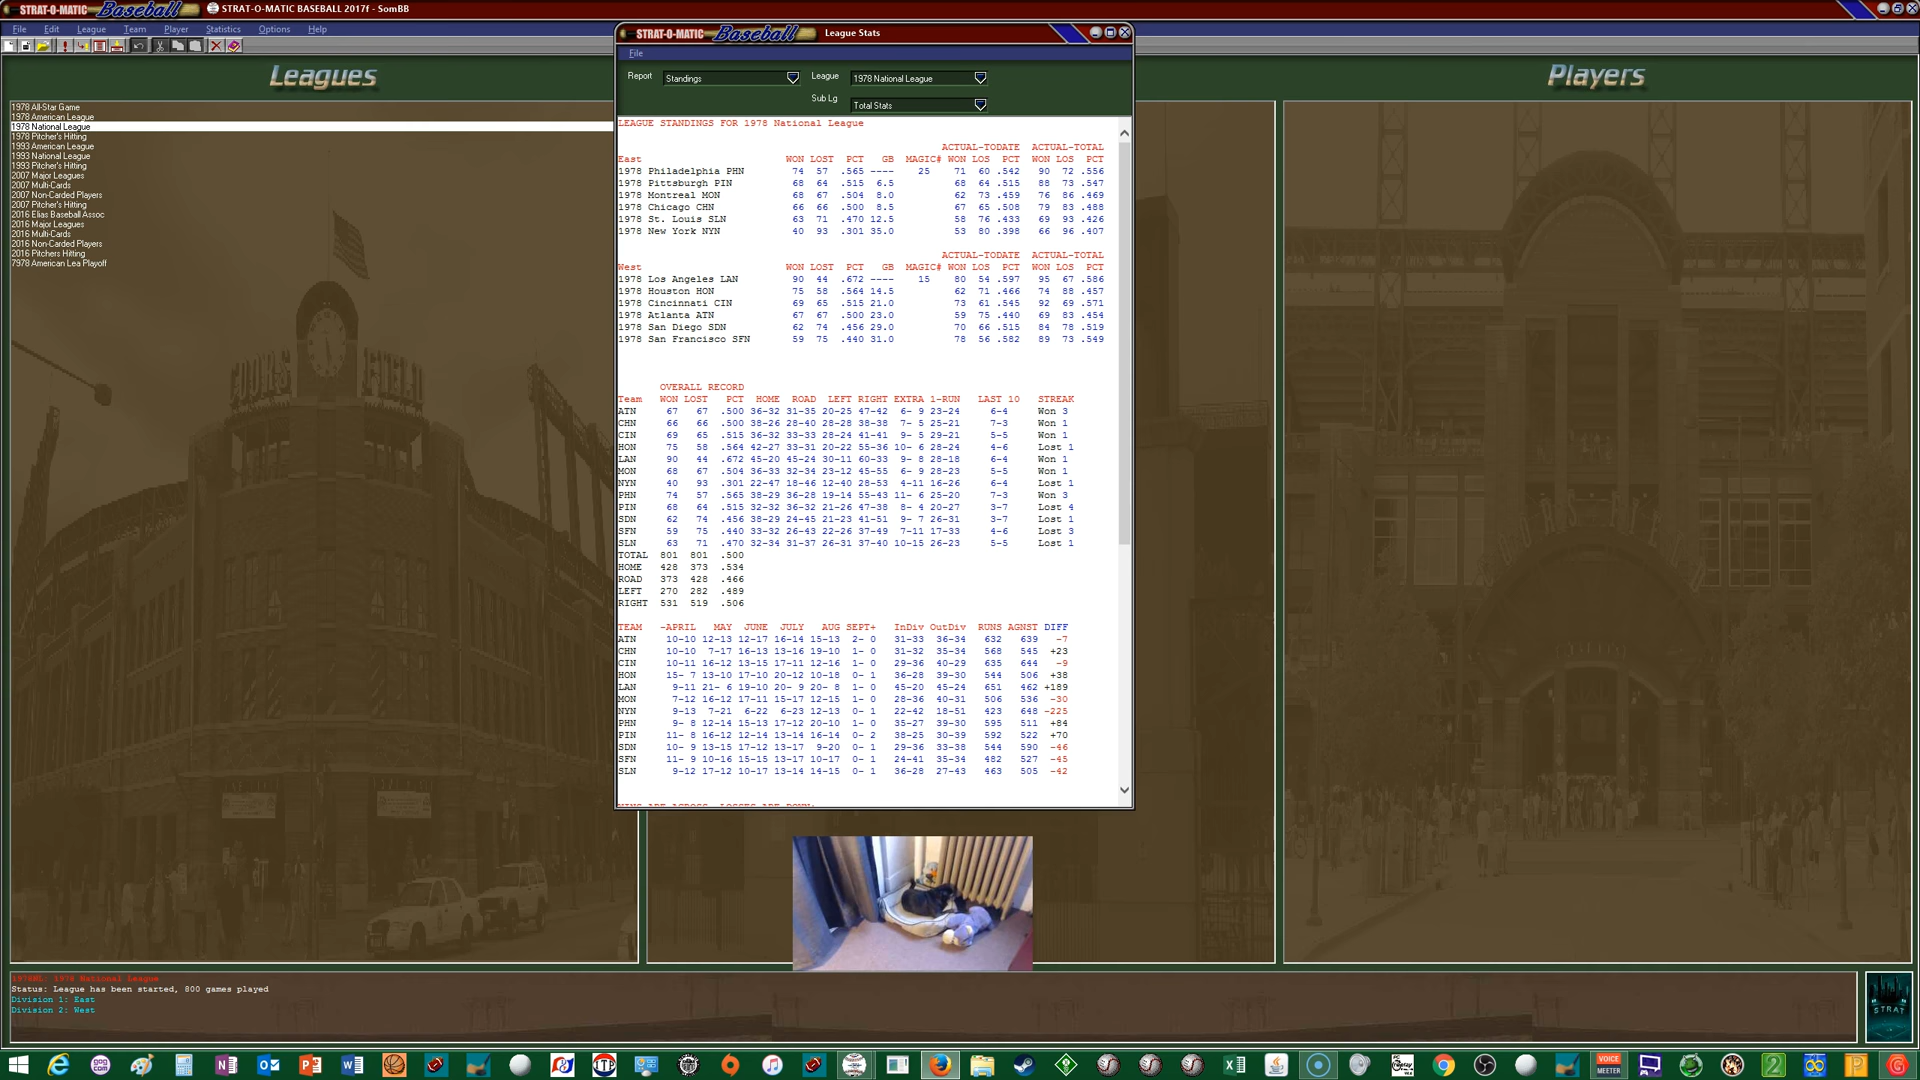 STRAT-O-MATIC Baseball STRAT-O-MATIC BASEBALL 2017f - SomBB
File Edit League Team Player Statistics Options Help
Leagues
Players
1978 All-Star Game
1978 American League
1978 National League
1978 Pitcher's Hitting
1993 American League
1993 National League
1993 Pitcher's Hitting
2007 Major Leagues
2007 Multi-Cards
2007 Non-Carded Players
2007 Pitcher's Hitting
2016 Elias Baseball Assoc
2016 Major Leagues
2016 Multi-Cards
2016 Non-Carded Players
2016 Pitchers Hitting
7978 American Lea Playoff
STRAT-O-MATIC Baseball League Stats
File
Report Standings League 1978 National League
Sub Lg Total Stats
LEAGUE STANDINGS FOR 1978 National League
ACTUAL-TODATE ACTUAL-TOTAL
East WON LOST PCT GB MAGIC# WON LOS PCT WON LOS PCT
1978 Philadelphia PHN 74 57 .565 ---- 25 71 60 .542 90 72 .556
1978 Pittsburgh PIN 68 64 .515 6.5 68 64 .515 88 73 .547
1978 Montreal MON 68 67 .504 8.0 62 73 .459 76 86 .469
1978 Chicago CHN 66 66 .500 8.5 67 65 .508 79 83 .488
1978 St. Louis SLN 63 71 .470 12.5 58 76 .433 69 93 .426
1978 New York NYN 40 93 .301 35.0 53 80 .398 66 96 .407
ACTUAL-TODATE ACTUAL-TOTAL
West WON LOST PCT GB MAGIC# WON LOS PCT WON LOS PCT
1978 Los Angeles LAN 90 44 .672 ---- 15 80 54 .597 95 67 .586
1978 Houston HON 75 58 .564 14.5 62 71 .466 74 88 .457
1978 Cincinnati CIN 69 65 .515 21.0 73 61 .545 92 69 .571
1978 Atlanta ATN 67 67 .500 23.0 59 75 .440 69 83 .454
1978 San Diego SDN 62 74 .456 29.0 70 66 .515 84 78 .519
1978 San Francisco SFN 59 75 .440 31.0 78 56 .582 89 73 .549
OVERALL RECORD
Team WON LOST PCT HOME ROAD LEFT RIGHT EXTRA 1-RUN LAST 10 STREAK
ATN 67 67 .500 36-32 31-35 20-25 47-42 6- 9 23-24 6-4 Won 3
CHN 66 66 .500 38-26 28-40 28-28 38-38 7- 5 25-21 7-3 Won 1
CIN 69 65 .515 36-32 33-33 28-24 41-41 9- 5 29-21 5-5 Won 1
HON 75 58 .564 42-27 33-31 20-22 55-36 10- 6 28-24 4-6 Lost 1
LAN 90 44 .672 45-20 45-24 30-11 60-33 9- 8 28-18 6-4 Won 1
MON 68 67 .504 36-33 32-34 23-12 45-55 6- 9 28-23 5-5 Won 1
NYN 40 93 .301 22-47 18-46 12-40 28-53 4-11 16-26 6-4 Lost 1
PHN 74 57 .565 38-29 36-28 19-14 55-43 11- 6 25-20 7-3 Won 3
PIN 68 64 .515 32-32 36-32 21-26 47-38 8- 4 20-27 3-7 Lost 4
SDN 62 74 .456 38-29 24-45 21-23 41-51 9- 7 26-31 3-7 Lost 1
SFN 59 75 .440 33-32 26-43 22-26 37-49 7-11 17-33 4-6 Lost 3
SLN 63 71 .470 32-34 31-37 26-31 37-40 10-15 26-23 5-5 Lost 1
TOTAL 801 801 .500
HOME 428 373 .534
ROAD 373 428 .466
LEFT 270 282 .489
RIGHT 531 519 .506
TEAM -APRIL MAY JUNE JULY AUG SEPT+ InDiv OutDiv RUNS AGNST DIFF
ATN 10-10 12-13 12-17 16-14 15-13 2- 0 31-33 36-34 632 639 -7
CHN 10-10 7-17 16-13 13-16 19-10 1- 0 31-32 35-34 568 545 +23
CIN 10-11 16-12 13-15 17-11 12-16 1- 0 29-36 40-29 635 644 -9
HON 15- 7 13-10 17-10 20-12 10-18 0- 1 36-28 39-30 544 506 +38
LAN 9-11 21- 6 19-10 20- 9 20- 8 1- 0 45-20 45-24 651 462 +189
MON 7-12 16-12 17-11 15-17 12-15 1- 0 28-36 40-31 506 536 -30
NYN 9-13 7-21 6-22 6-23 12-13 0- 1 22-42 18-51 423 648 -225
PHN 9- 8 12-14 15-13 17-12 20-10 1- 0 35-27 39-30 595 511 +84
PIN 11- 8 16-12 12-14 13-14 16-14 0- 2 38-25 30-39 592 522 +70
SDN 10- 9 13-15 17-12 13-17 9-20 0- 1 29-36 33-38 544 590 -46
SFN 11- 9 10-16 15-15 13-17 10-17 0- 1 24-41 35-34 482 527 -45
SLN 9-12 17-12 10-17 13-14 14-15 0- 1 36-28 27-43 463 505 -42
WINS ARE ACROSS, LOSSES ARE DOWN:
1978NL: 1978 National League
Status: League has been started, 800 games played
Division 1: East
Division 2: West
STRAT